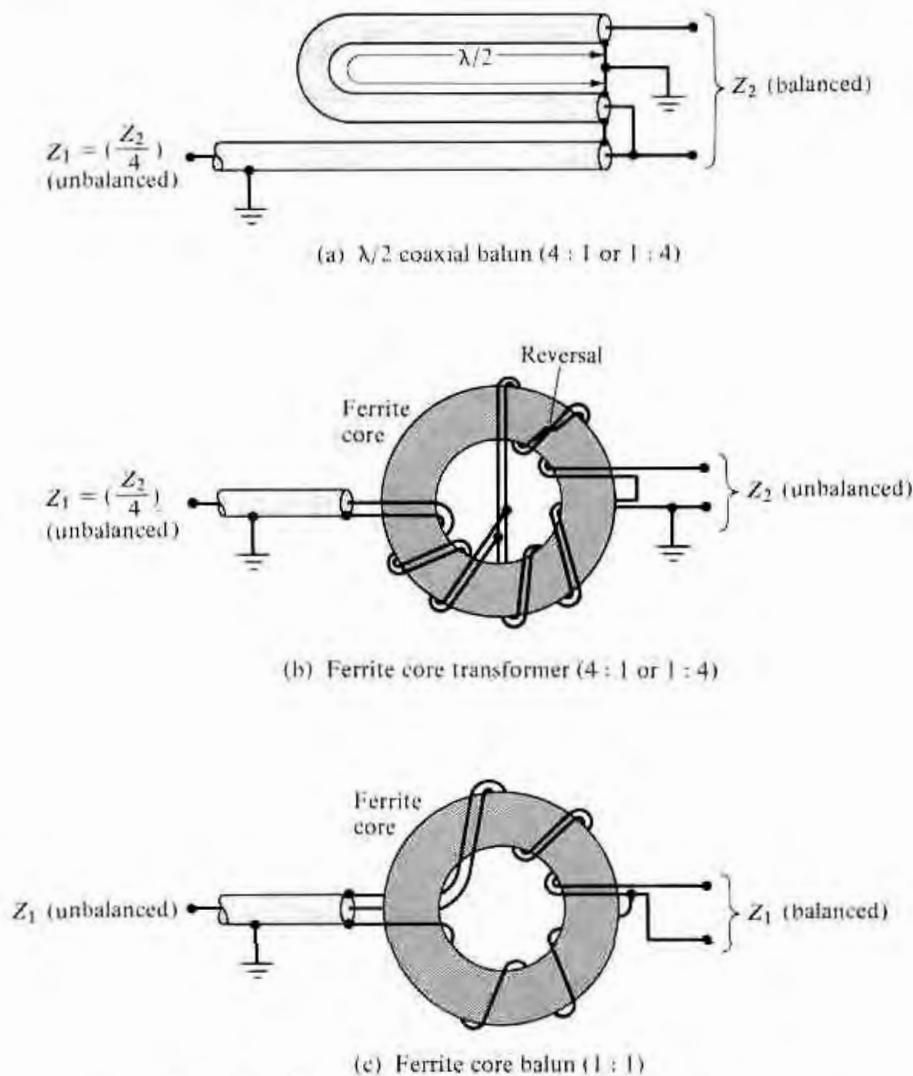 λ/2
Z₂ (balanced)
Z₁ = (Z₂/4)
(unbalanced)
(a) λ/2 coaxial balun (4 : 1 or 1 : 4)
Reversal
Ferrite
core
Z₁ = (Z₂/4)
(unbalanced)
Z₂ (unbalanced)
(b) Ferrite core transformer (4 : 1 or 1 : 4)
Ferrite
core
Z₁ (unbalanced)
Z₁ (balanced)
(c) Ferrite core balun (1 : 1)